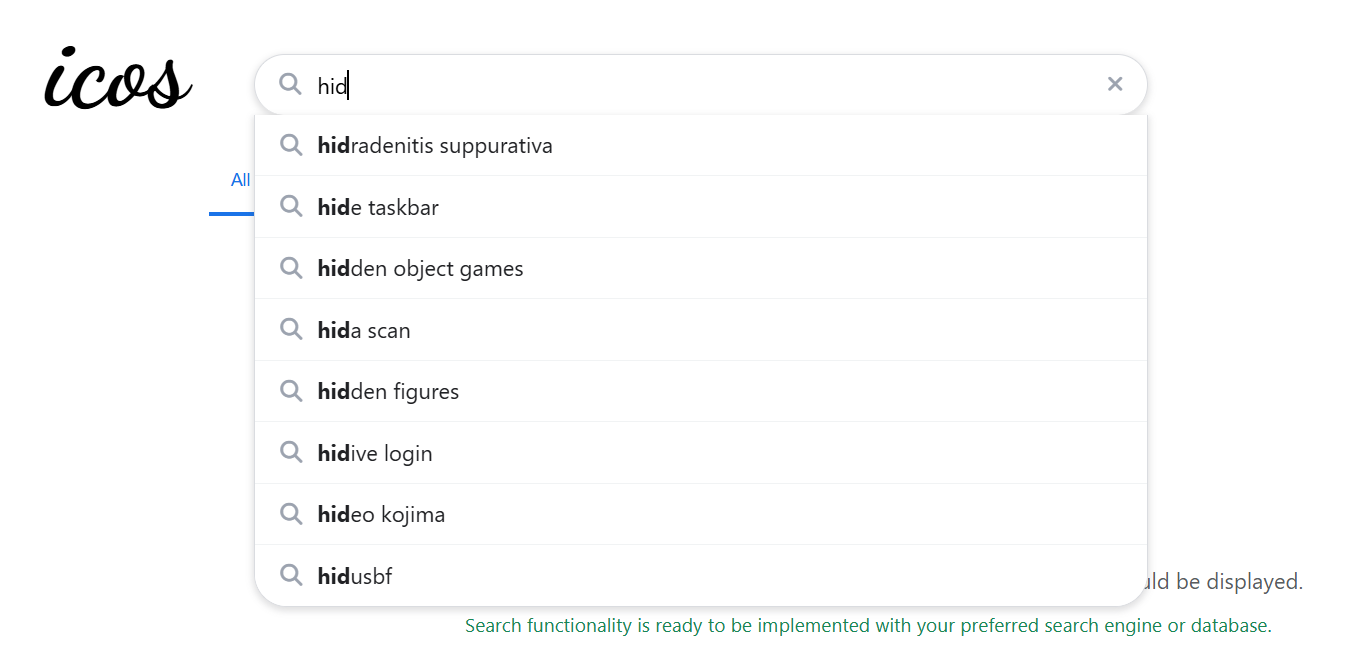 icos
hid
hidradenitis suppurativa
All
hide taskbar
hidden object games
hida scan
hidden figures
hidive login
hideo kojima
hidusbf
be displayed.
Search functionality is ready to be implemented with your preferred search engine or database.